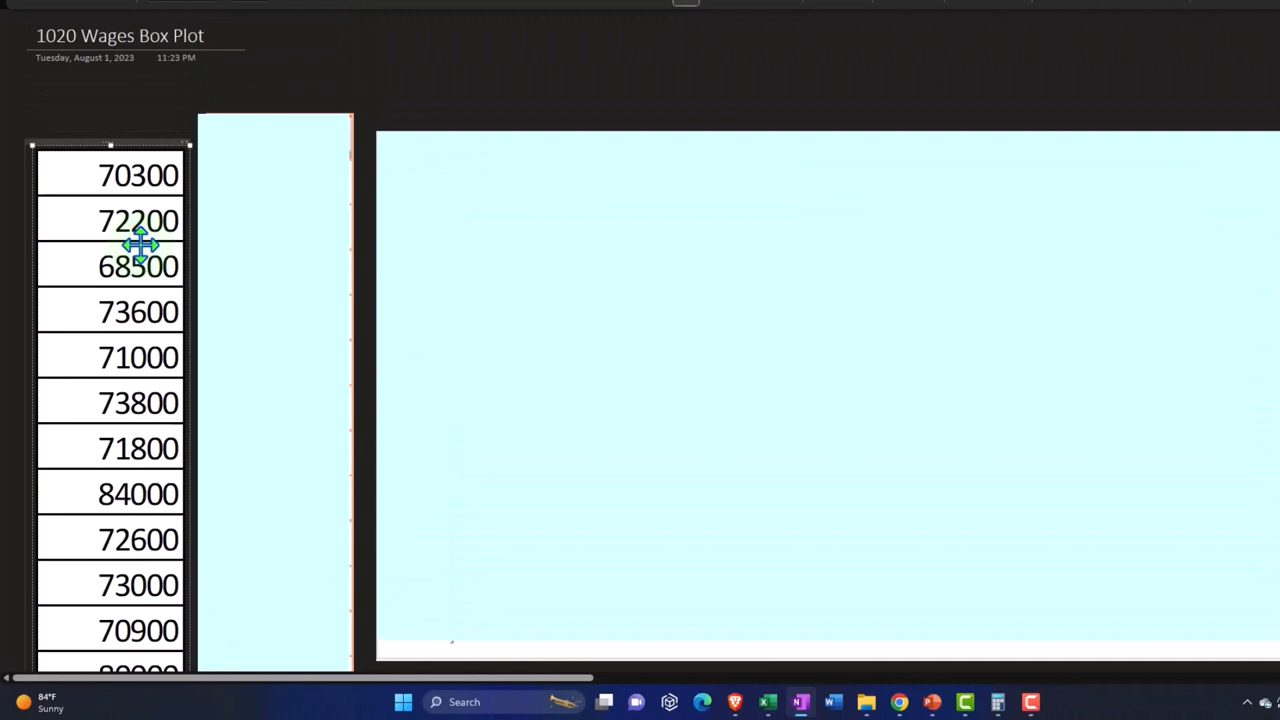 1020 Wages Box Plot
Tuesday, August 1, 2023 11:23 PM
70300
72200
68500
73600
71000
73800
71800
84000
72600
73000
70900
84°F
Sunny
Search